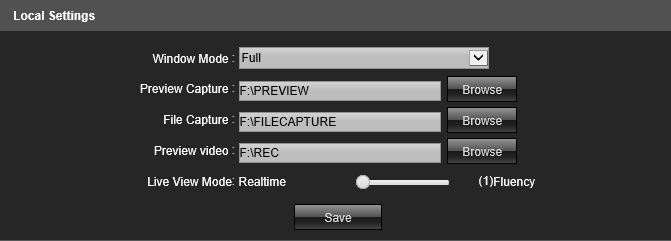 Local Settings
Window Mode : Full
Preview Capture : F:\PREVIEW Browse
File Capture : F:\FILECAPTURE Browse
Preview video : F:\REC Browse
Live View Mode: Realtime (1)Fluency
Save